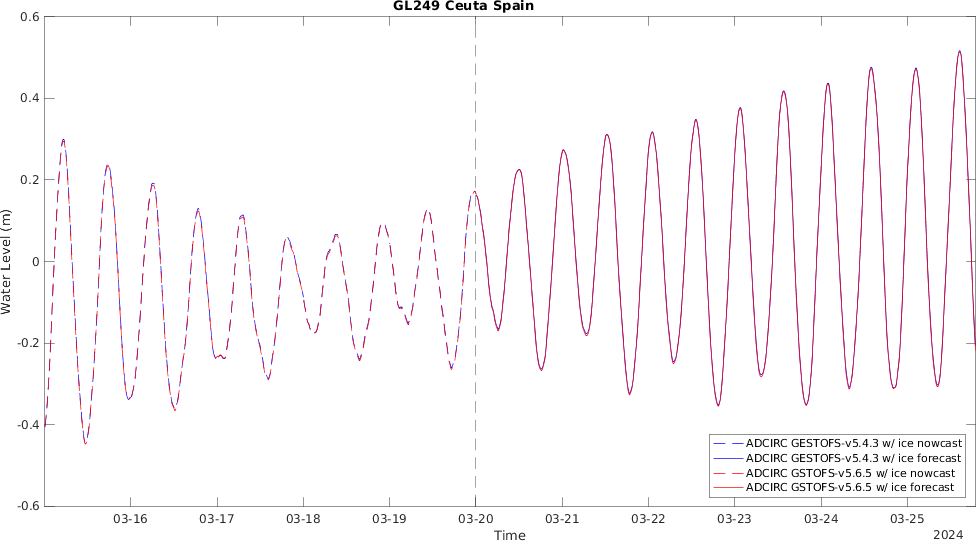 GL249 Ceuta Spain
0.6
0.4
0.2
0
-0.2
-0.4
-0.6
Water Level (m)
03-16 03-17 03-18 03-19 03-20 03-21 03-22 03-23 03-24 03-25
Time
2024
ADCIRC GESTOFS-v5.4.3 w/ ice nowcast
ADCIRC GESTOFS-v5.4.3 w/ ice forecast
ADCIRC GSTOFS-v5.6.5 w/ ice nowcast
ADCIRC GSTOFS-v5.6.5 w/ ice forecast